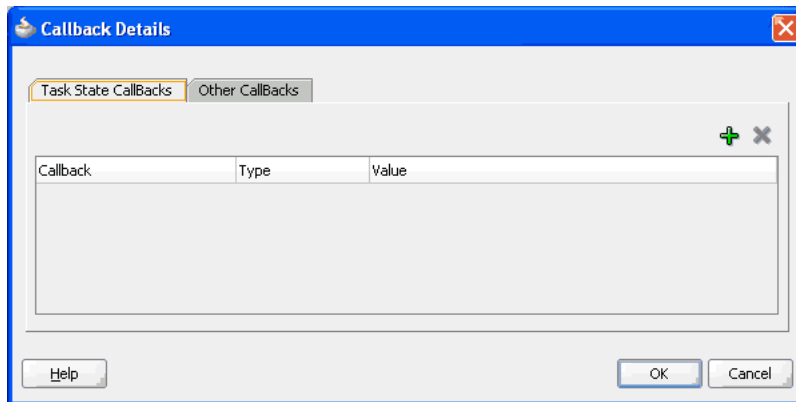 Callback Details
Task State CallBacks Other CallBacks
Callback Type Value
Help OK Cancel